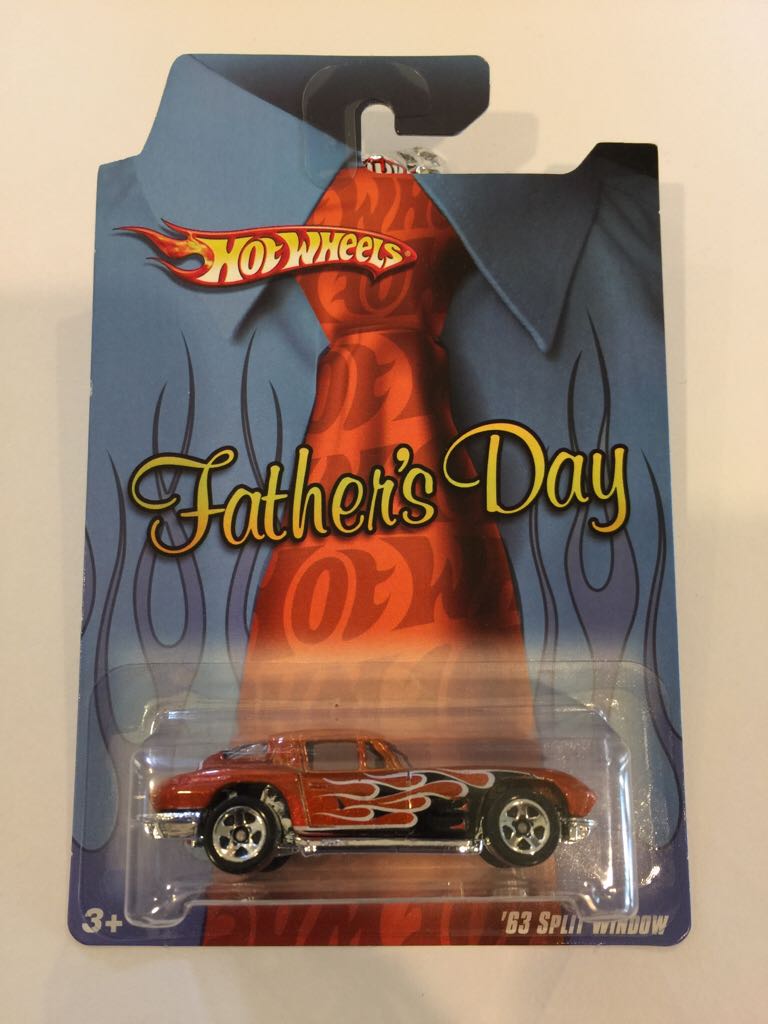 HOT WHEELS
Father's Day
3+
'63 SPLIT WINDOW